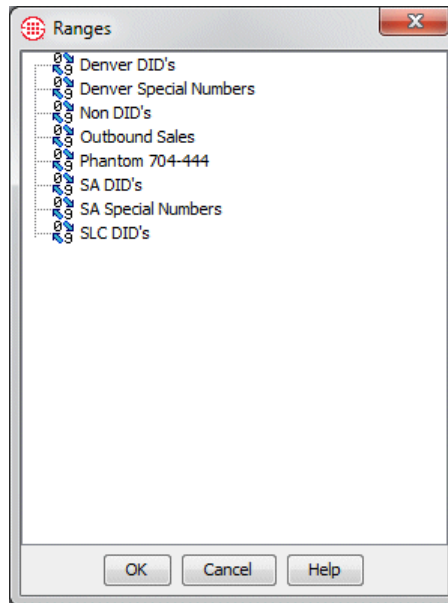 Ranges
Denver DID's
Denver Special Numbers
Non DID's
Outbound Sales
Phantom 704-444
SA DID's
SA Special Numbers
SLC DID's
OK Cancel Help